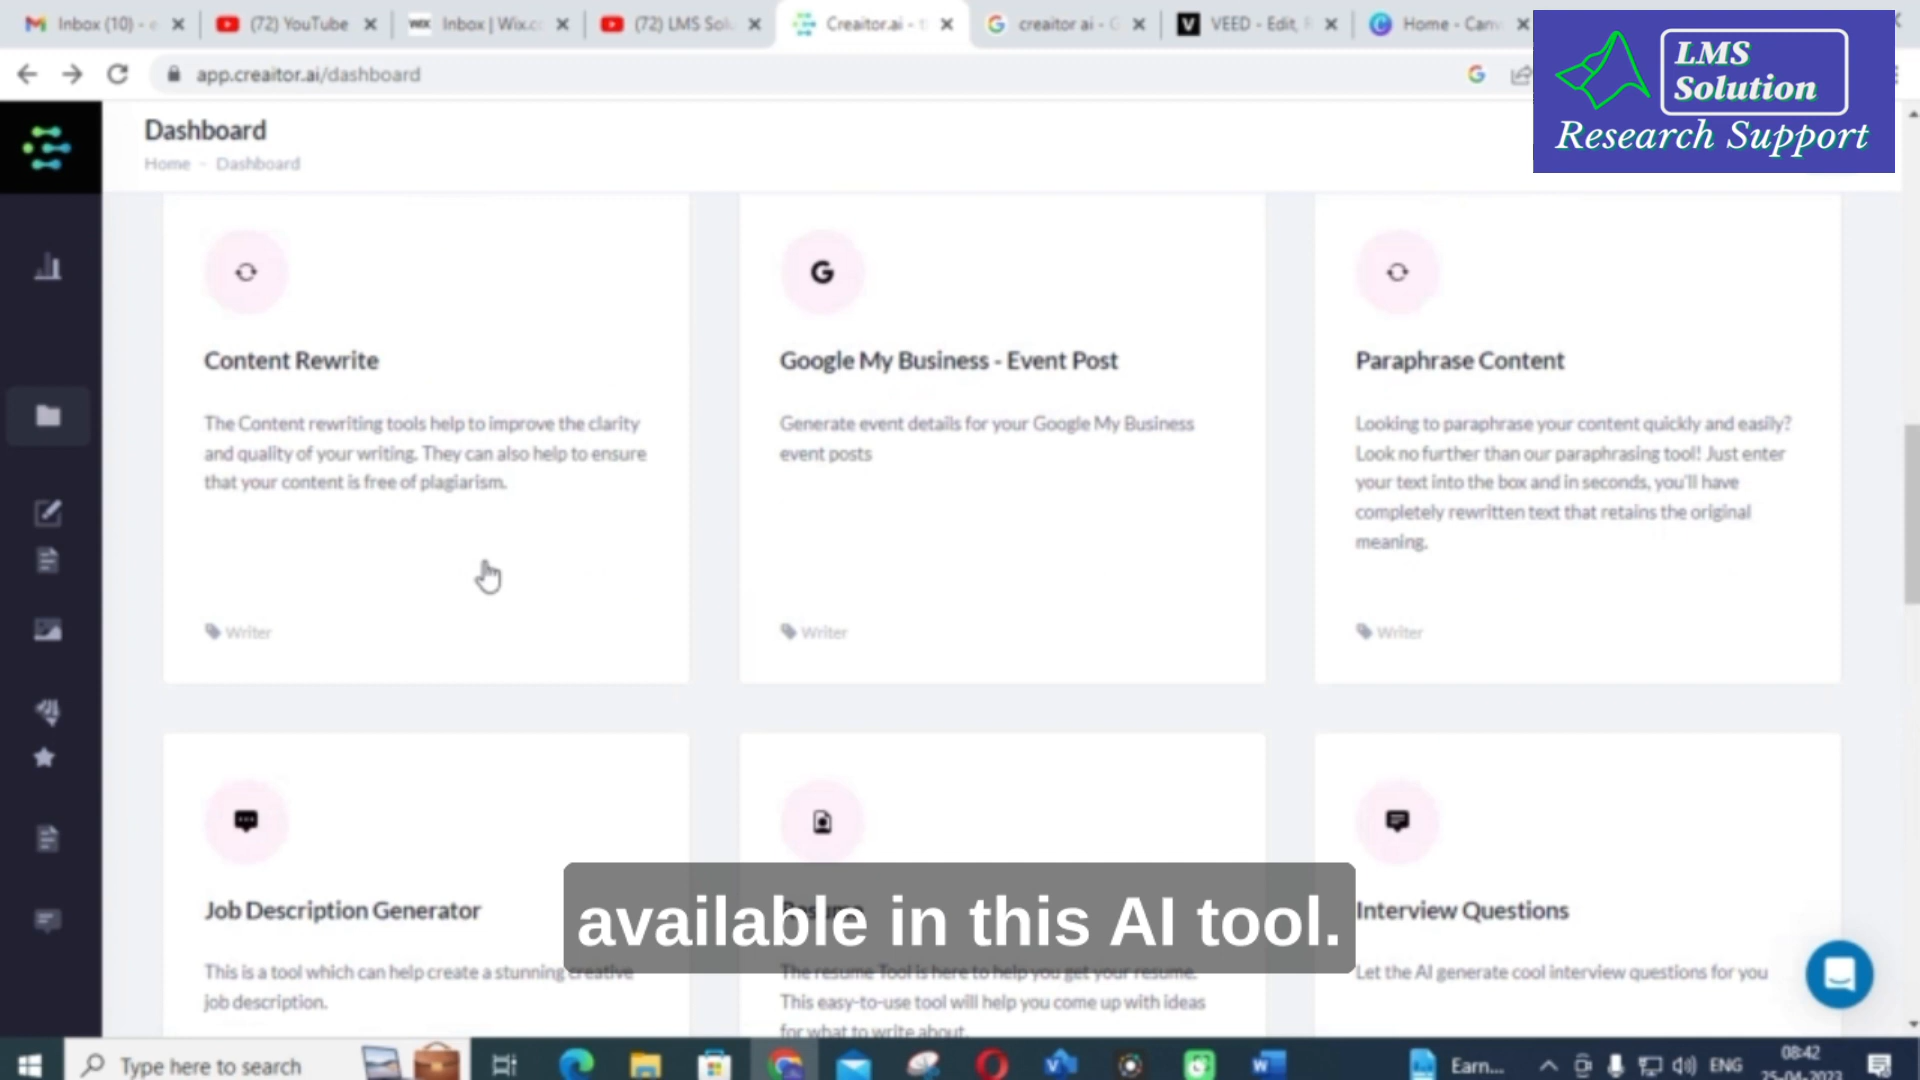 Inbox (10) - e
(72) YouTube
WIX Inbox | Wix.c
(72) LMS Solu
Creaitor.ai - t
creaitor ai - G
VEED - Edit, R
Home - Canv
app.creaitor.ai/dashboard
LMS
Solution
Research Support
Dashboard
Home - Dashboard
Content Rewrite
The Content rewriting tools help to improve the clarity
and quality of your writing. They can also help to ensure
that your content is free of plagiarism.
Writer
Google My Business - Event Post
Generate event details for your Google My Business
event posts
Writer
Paraphrase Content
Looking to paraphrase your content quickly and easily?
Look no further than our paraphrasing tool! Just enter
your text into the box and in seconds, you'll have
completely rewritten text that retains the original
meaning.
Writer
Job Description Generator
This is a tool which can help create a stunning creative
job description.
Resume
The resume Tool is here to help you get your resume.
This easy-to-use tool will help you come up with ideas
for what to write about.
Interview Questions
Let the AI generate cool interview questions for you
available in this AI tool.
Type here to search
Earn...
ENG
08:42
25-04-2023